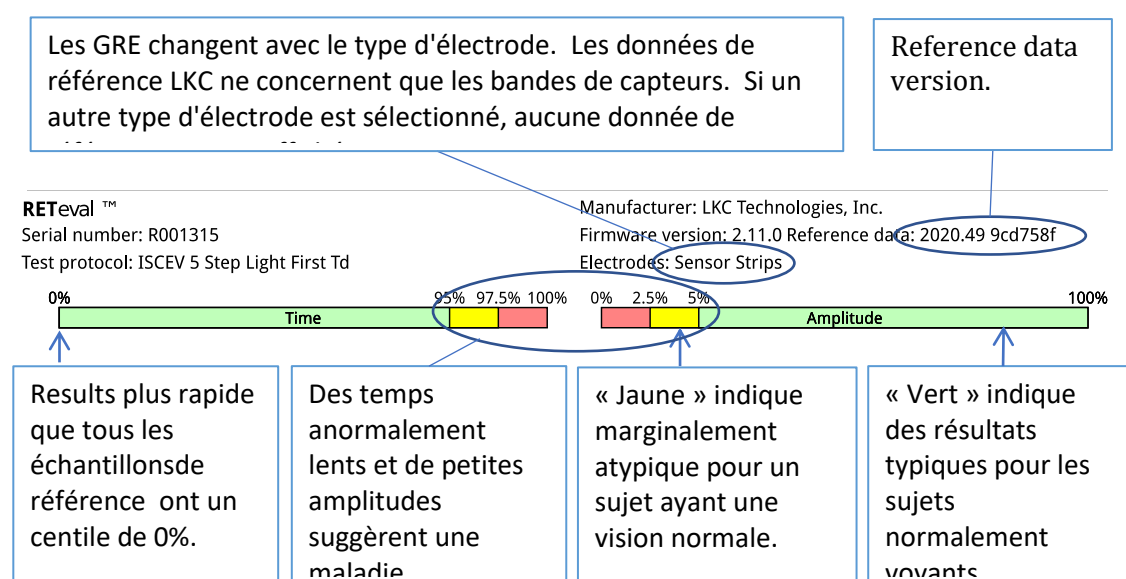 Les GRE changent avec le type d'électrode. Les données de
référence LKC ne concernent que les bandes de capteurs. Si un
autre type d'électrode est sélectionné, aucune donnée de
Reference data
version.
RETeval ™
Serial number: R001315
Test protocol: ISCEV 5 Step Light First Td
Manufacturer: LKC Technologies, Inc.
Firmware version: 2.11.0 Reference data: 2020.49 9cd758f
Electrodes: Sensor Strips
0% 95% 97.5% 100% 0% 2.5% 5% 100%
Time Amplitude
Results plus rapide
que tous les
échantillonsde
référence ont un
centile de 0%.
Des temps
anormalement
lents et de petites
amplitudes
suggèrent une
maladie
« Jaune » indique
marginalement
atypique pour un
sujet ayant une
vision normale.
« Vert » indique
des résultats
typiques pour les
sujets
normalement
voyants